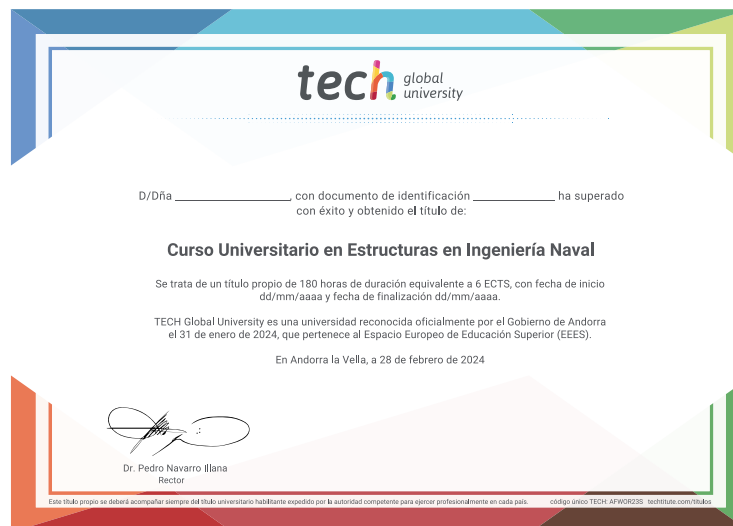 tech global university
D/Dña ________________, con documento de identificación ____________ ha superado
con éxito y obtenido el título de:
Curso Universitario en Estructuras en Ingeniería Naval
Se trata de un título propio de 180 horas de duración equivalente a 6 ECTS, con fecha de inicio
dd/mm/aaaa y fecha de finalización dd/mm/aaaa.
TECH Global University es una universidad reconocida oficialmente por el Gobierno de Andorra
el 31 de enero de 2024, que pertenece al Espacio Europeo de Educación Superior (EEES).
En Andorra la Vella, a 28 de febrero de 2024
Dr. Pedro Navarro Illana
Rector
Este título propio se deberá acompañar siempre del título universitario habilitante expedido por la autoridad competente para ejercer profesionalmente en cada país. código único TECH: AFWOR23S techtitute.com/titulos